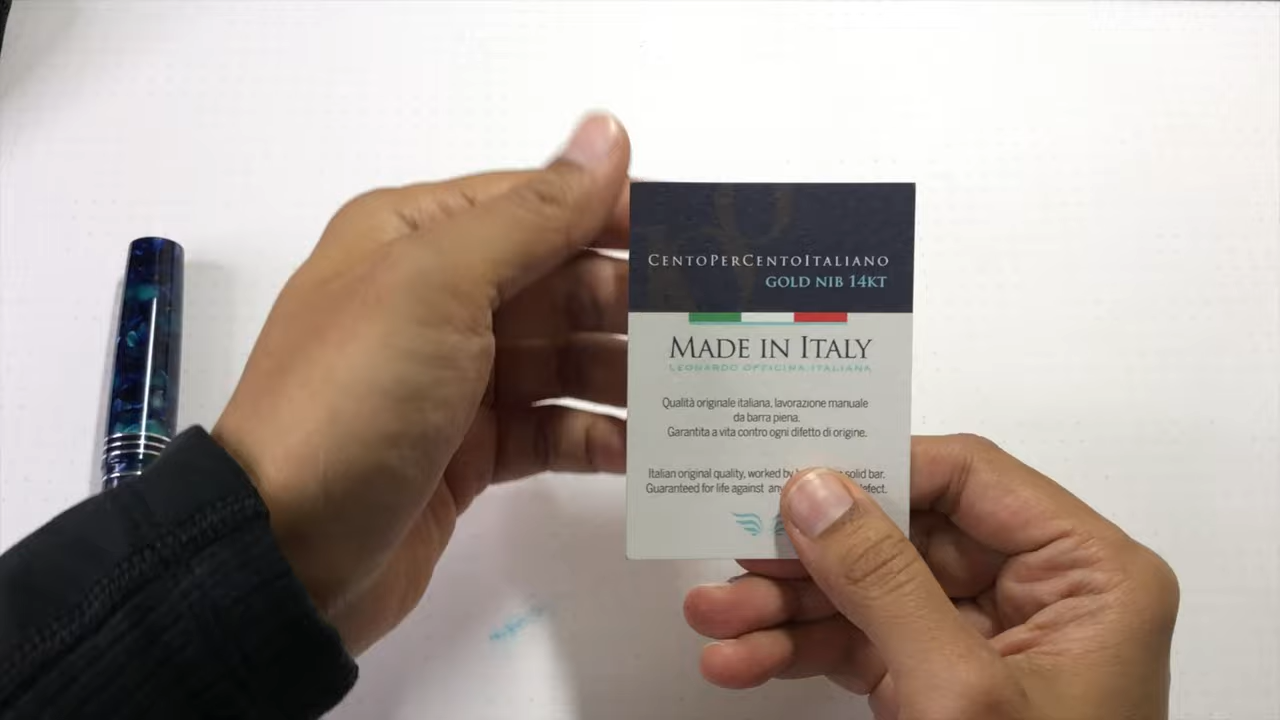 CENTOPERCENTOITALIANO
GOLD NIB 14KT
MADE IN ITALY
LEONARDO OFFICINA ITALIANA
Qualità originale italiana, lavorazione manuale
da barra piena.
Garantita a vita contro ogni difetto di origine.
Italian original quality, worked by solid bar.
Guaranteed for life against any